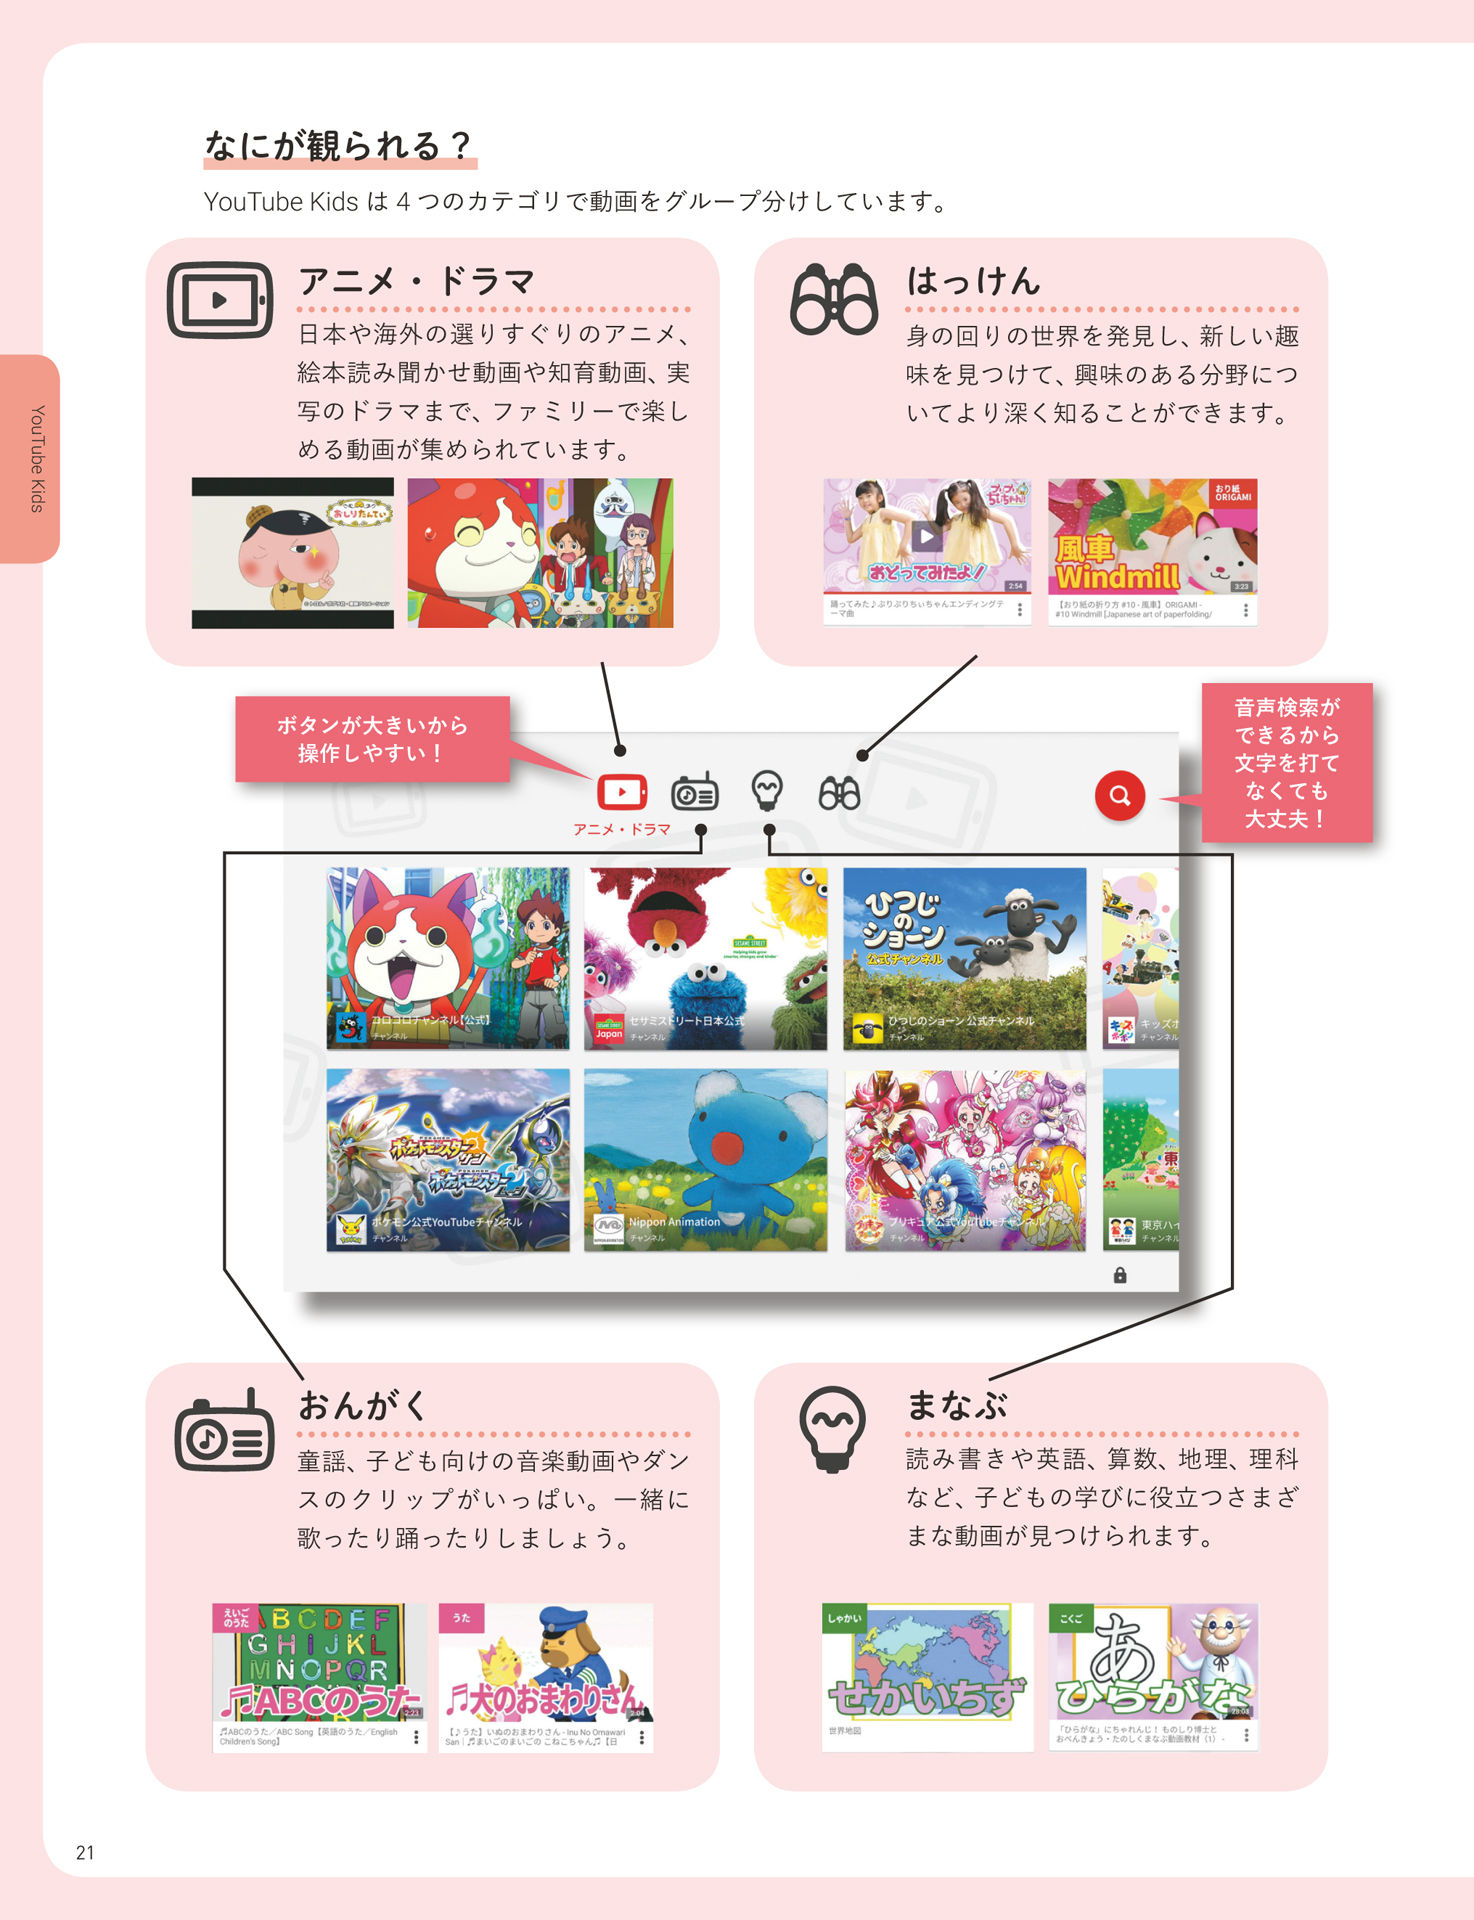 なにが観られる？
YouTube Kids は 4 つのカテゴリで動画をグループ分けしています。
アニメ・ドラマ
日本や海外の選りすぐりのアニメ、
絵本読み聞かせ動画や知育動画、実
写のドラマまで、ファミリーで楽し
める動画が集められています。
おしりたんてい
はっけん
身の回りの世界を発見し、新しい趣
味を見つけて、興味のある分野につ
いてより深く知ることができます。
おどってみたよ！
2:54
踊ってみた♪ぷりぷりちぃちゃんエンディングテ
ーマ曲
おり紙
ORIGAMI
風車
Windmill
3:23
【おり紙の折り方 #10 - 風車】ORIGAMI -
#10 Windmill [Japanese art of paperfolding/
YouTube Kids
ボタンが大きいから
操作しやすい！
音声検索が
できるから
文字を打て
なくても
大丈夫！
アニメ・ドラマ
コロコロチャンネル【公式】
チャンネル
SESAME STREET
セサミストリート日本公式
Japan
チャンネル
ひつじ
の
ショーン
公式チャンネル
ひつじのショーン 公式チャンネル
チャンネル
キッズボ
チャンネル
ポケットモンスター
サン
ポケットモンスター
ムーン
ポケモン公式YouTubeチャンネル
チャンネル
Nippon Animation
チャンネル
プリキュア公式YouTubeチャンネル
チャンネル
東
東京ハイ
チャンネル
おんがく
童謡、子ども向けの音楽動画やダン
スのクリップがいっぱい。一緒に
歌ったり踊ったりしましょう。
えいご
のうた
ABCDEF
GHIJKL
MNOPQR
♬ABCのうた
2:23
♬ABCのうた／ABC Song【英語のうた／English
Children's Song】
うた
♬犬のおまわりさん
2:04
【♪うた】いぬのおまわりさん - Inu No Omawari
San｜♬まいごのまいごの こねこちゃん♬【日
まなぶ
読み書きや英語、算数、地理、理科
など、子どもの学びに役立つさまざ
まな動画が見つけられます。
しゃかい
せかいちず
世界地図
こくご
あ
ひらがな
28:03
「ひらがな」にちゃれんじ！ ものしり博士と
おべんきょう・たのしくまなぶ動画教材（1） -
21